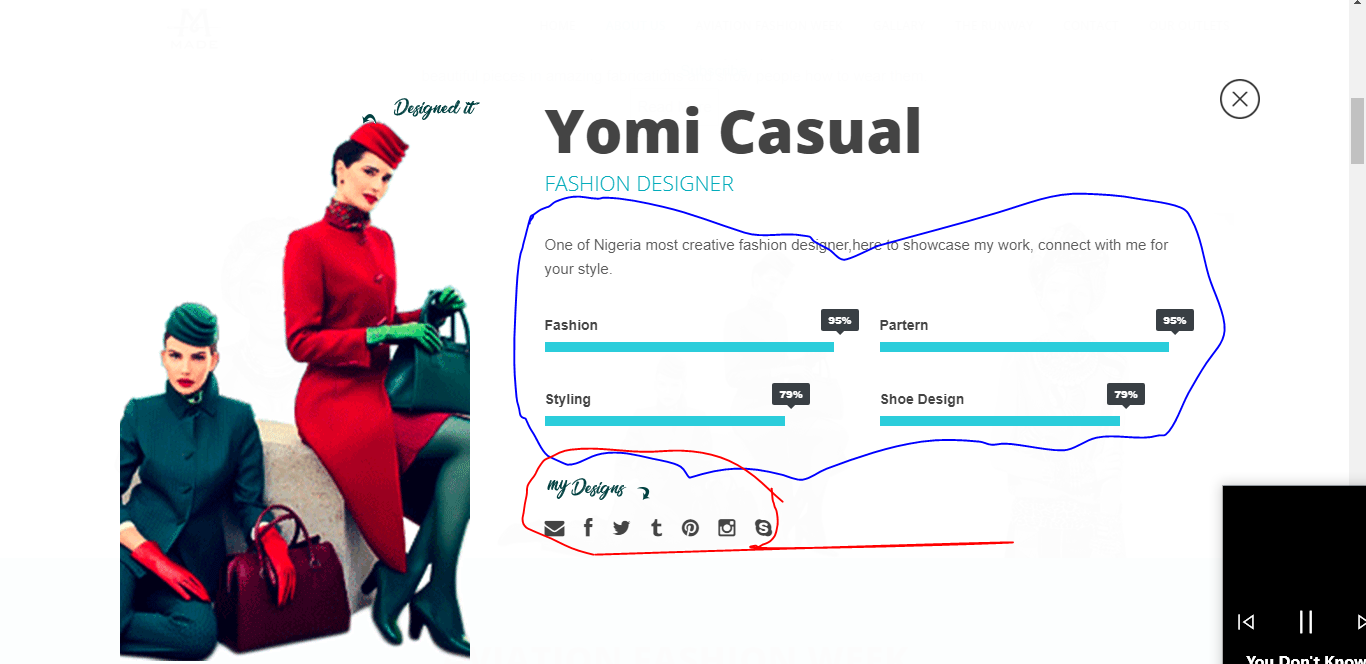 Designed it
Yomi Casual
FASHION DESIGNER
One of Nigeria most creative fashion designer,here to showcase my work, connect with me for
your style.
Fashion 95% Partern 95%
Styling 79% Shoe Design 79%
my Designs
You Don't Know